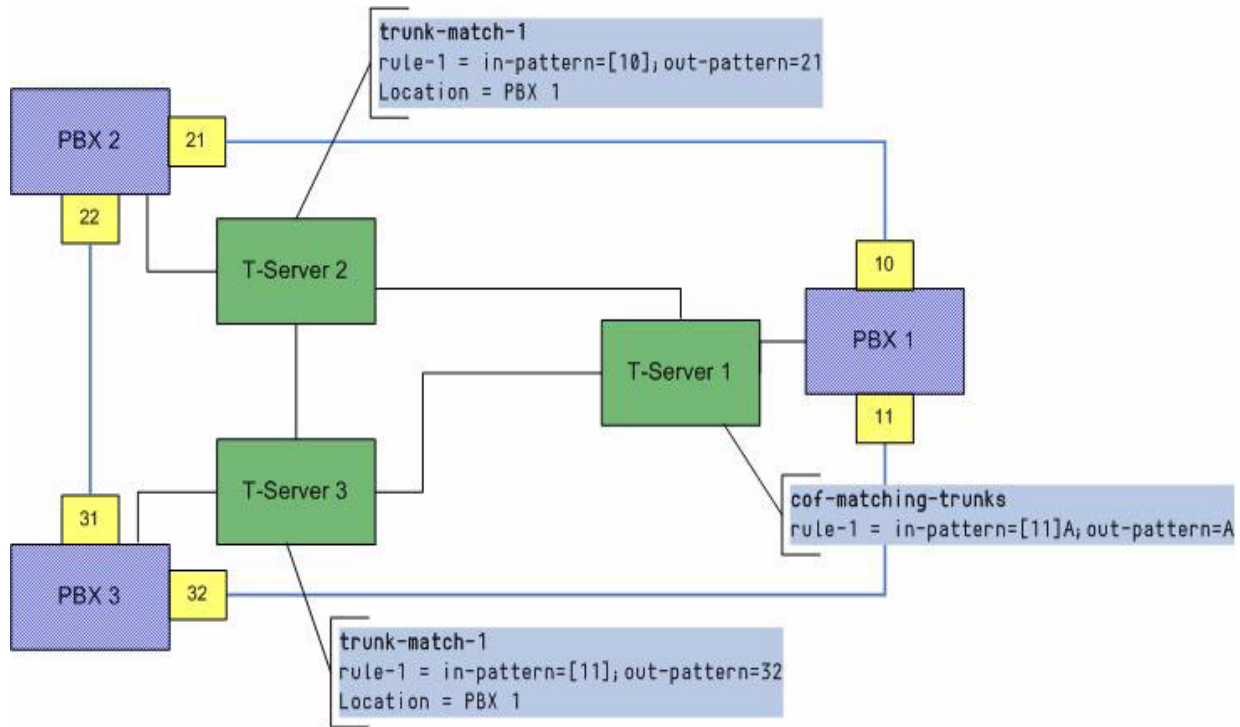 trunk-match-1
rule-1 = in-pattern=[10];out-pattern=21
Location = PBX 1
PBX 2
21
22
T-Server 2
10
PBX 1
T-Server 1
11
T-Server 3
31
cof-matching-trunks
rule-1 = in-pattern=[11]A;out-pattern=A
PBX 3
32
trunk-match-1
rule-1 = in-pattern=[11];out-pattern=32
Location = PBX 1